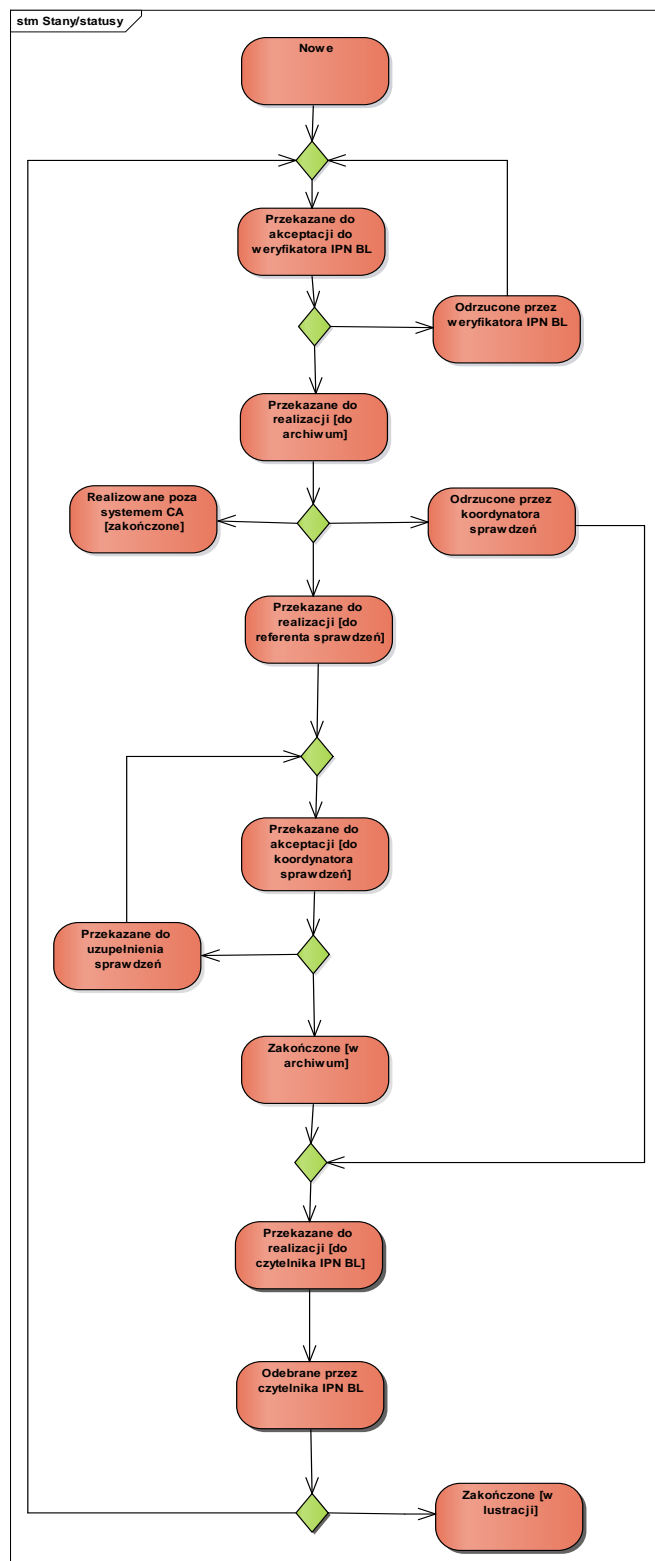 stm Stany/statusy
Nowe
Przekazane do
akceptacji do
weryfikatora IPN BL
Odrzucone przez
weryfikatora IPN BL
Przekazane do
realizacji [do
archiwum]
Realizowane poza
systemem CA
[zakończone]
Odrzucone przez
koordynatora
sprawdzeń
Przekazane do
realizacji [do
referenta sprawdzeń]
Przekazane do
akceptacji [do
koordynatora
sprawdzeń]
Przekazane do
uzupełnienia
sprawdzeń
Zakończone [w
archiwum]
Przekazane do
realizacji [do
czytelnika IPN BL]
Odebrane przez
czytelnika IPN BL
Zakończone [w
lustracji]